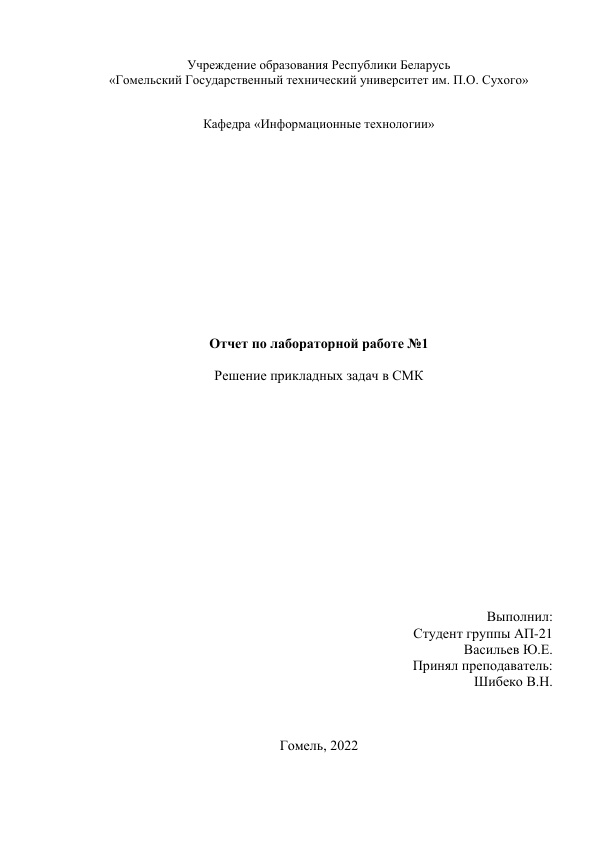 Учреждение образования Республики Беларусь
«Гомельский Государственный технический университет им. П.О. Сухого»
Кафедра «Информационные технологии»
Отчет по лабораторной работе №1
Решение прикладных задач в СМК
Выполнил:
Студент группы АП-21
Васильев Ю.Е.
Принял преподаватель:
Шибеко В.Н.
Гомель, 2022